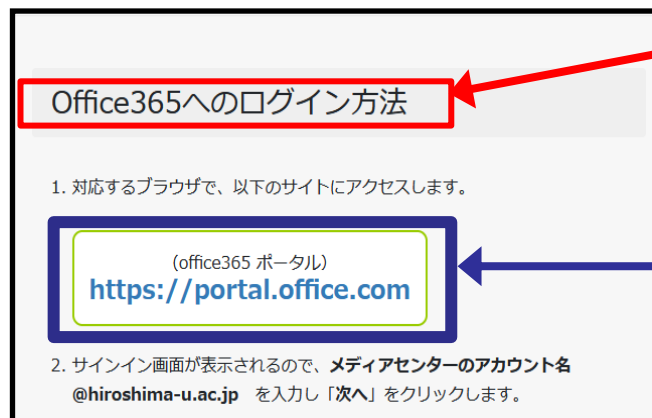 Office365へのログイン方法
1. 対応するブラウザで、以下のサイトにアクセスします。
（office365 ポータル）
https://portal.office.com
2. サインイン画面が表示されるので、メディアセンターのアカウント名
@hiroshima-u.ac.jp　を入力し「次へ」をクリックします。